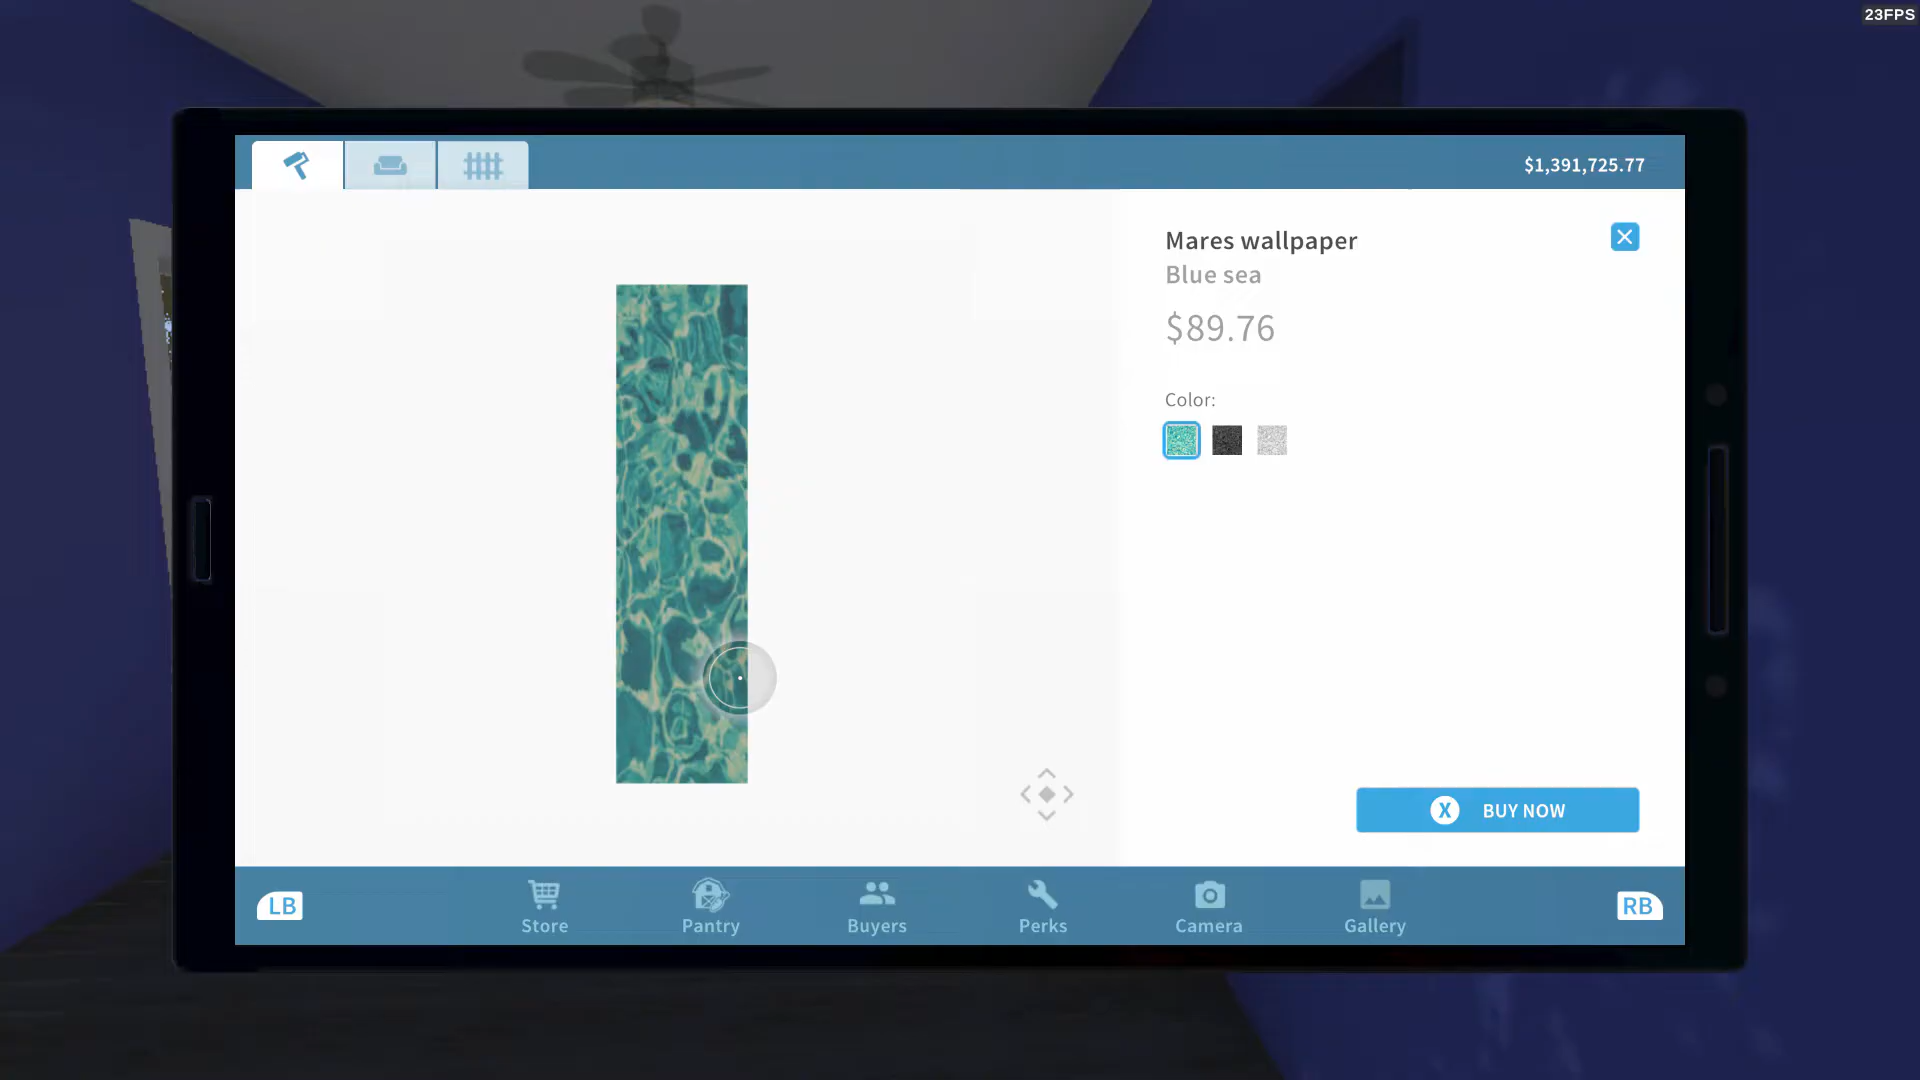 23FPS
$1,391,725.77
Mares wallpaper
Blue sea
$89.76
Color:
X BUY NOW
LB
Store
Pantry
Buyers
Perks
Camera
Gallery
RB